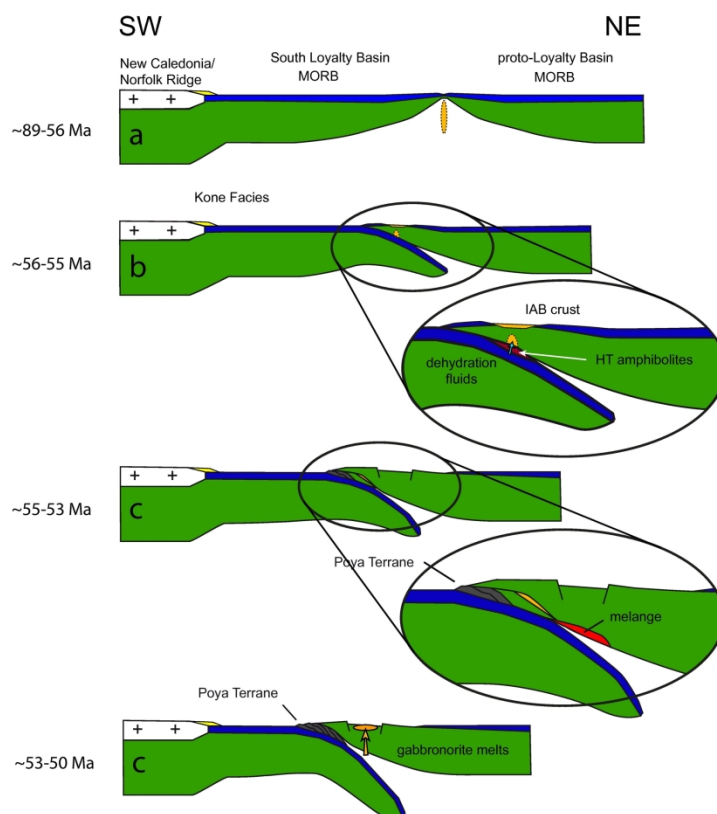 SW
NE
New Caledonia/
Norfolk Ridge
South Loyalty Basin
MORB
proto-Loyalty Basin
MORB
+ +
~89-56 Ma
a
Kone Facies
+ +
~56-55 Ma
b
IAB crust
dehydration
fluids
HT amphibolites
+ +
~55-53 Ma
c
Poya Terrane
melange
Poya Terrane
+ +
~53-50 Ma
c
gabbronorite melts